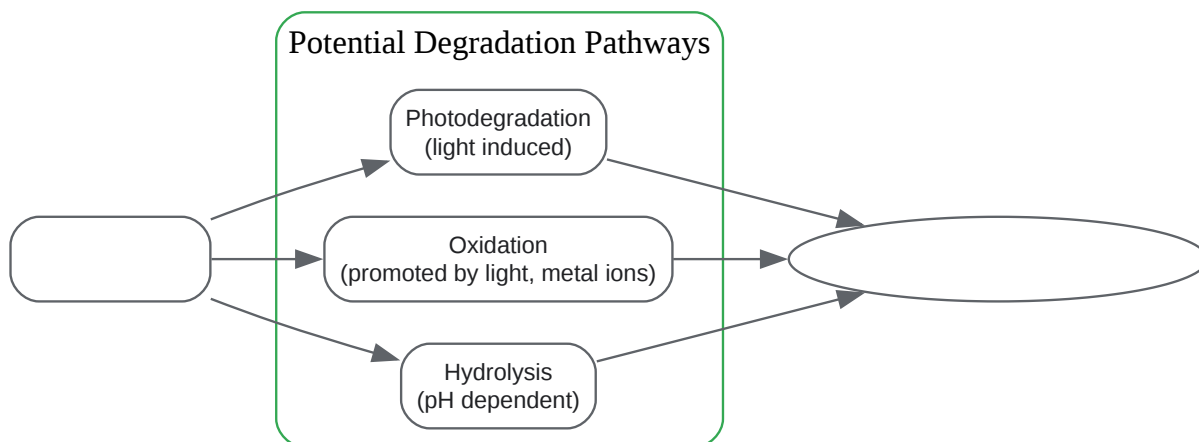 Potential Degradation Pathways
Photodegradation
(light induced)
Oxidation
(promoted by light, metal ions)
Hydrolysis
(pH dependent)